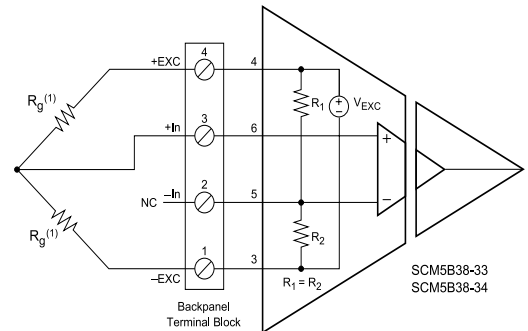 +EXC
4
4
Rg(1)
R1
VEXC
+In
3
6
+
−
+
−
−In
2
5
NC
Rg(1)
R2
1
3
−EXC
R1 = R2
SCM5B38-33
SCM5B38-34
Backpanel
Terminal Block